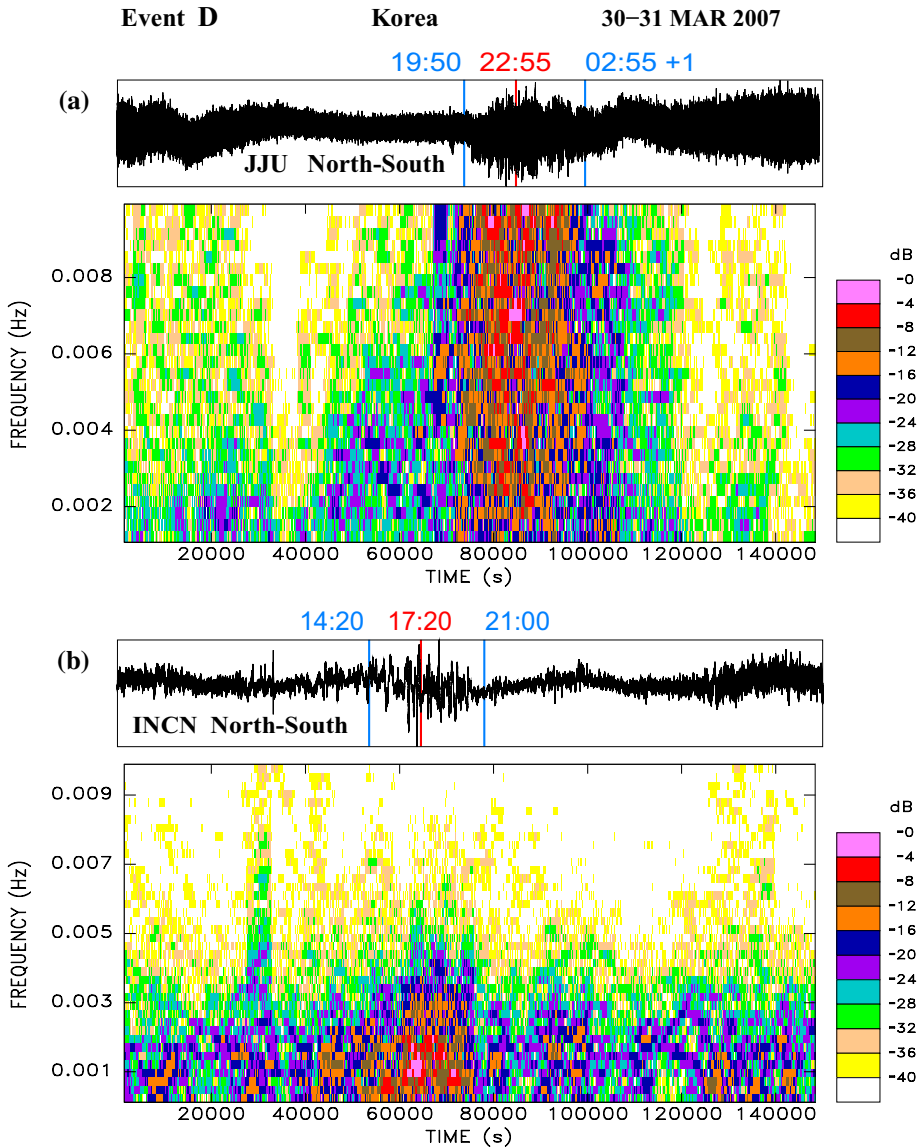 Event D Korea 30−31 MAR 2007
19:50 22:55 02:55 +1
(a)
JJU North-South
FREQUENCY (Hz)
0.008
0.006
0.004
0.002
20000 40000 60000 80000 100000 120000 140000
TIME (s)
dB
-0
-4
-8
-12
-16
-20
-24
-28
-32
-36
-40
14:20 17:20 21:00
(b)
INCN North-South
FREQUENCY (Hz)
0.009
0.007
0.005
0.003
0.001
20000 40000 60000 80000 100000 120000 140000
TIME (s)
dB
-0
-4
-8
-12
-16
-20
-24
-28
-32
-36
-40